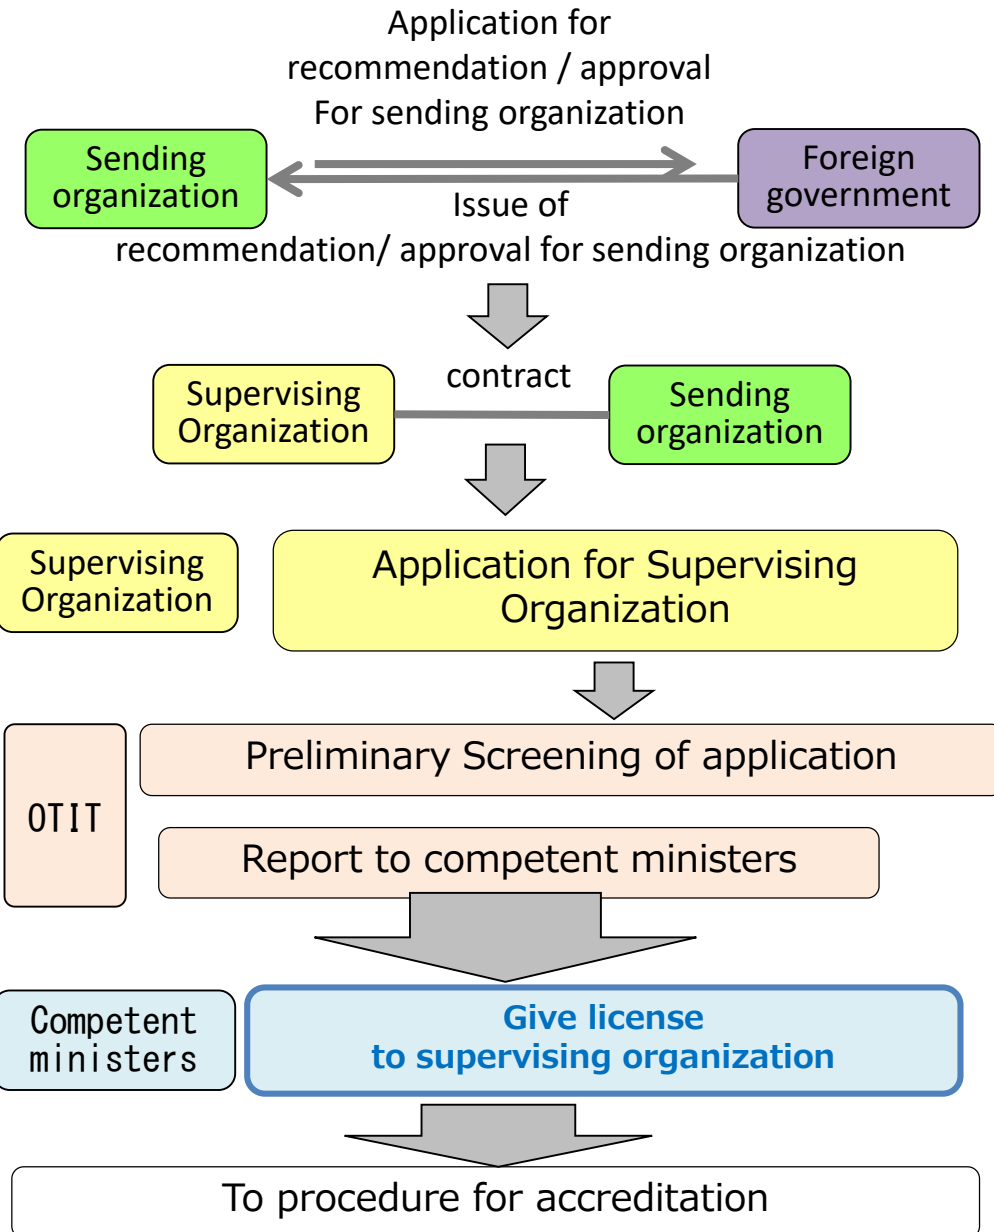 Application for
recommendation / approval
For sending organization
Sending
organization
Foreign
government
Issue of
recommendation/ approval for sending organization
contract
Supervising
Organization
Sending
organization
Supervising
Organization
Application for Supervising
Organization
Preliminary Screening of application
OTIT
Report to competent ministers
Competent
ministers
Give license
to supervising organization
To procedure for accreditation